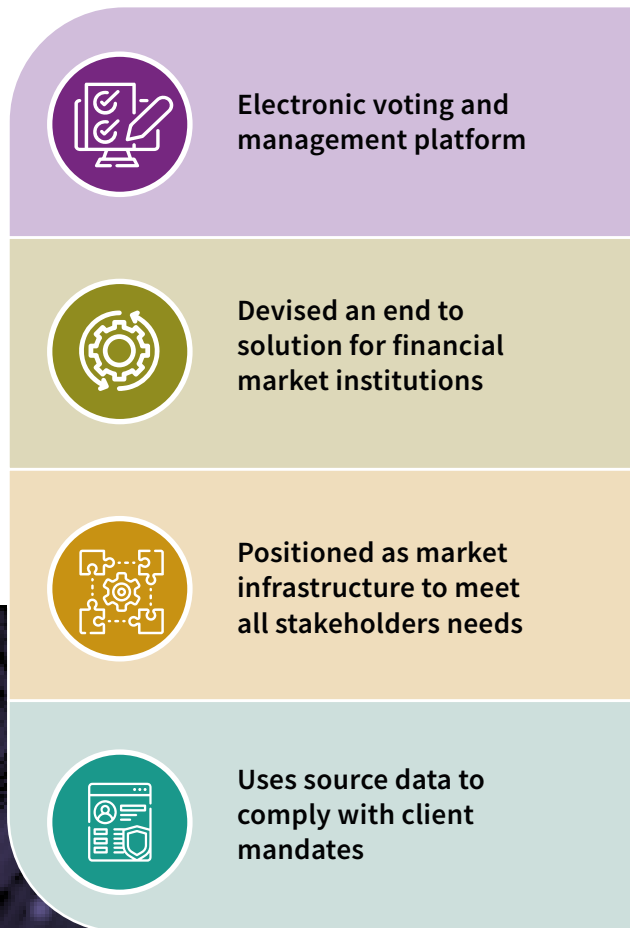 Electronic voting and
management platform
Devised an end to
solution for financial
market institutions
Positioned as market
infrastructure to meet
all stakeholders needs
Uses source data to
comply with client
mandates